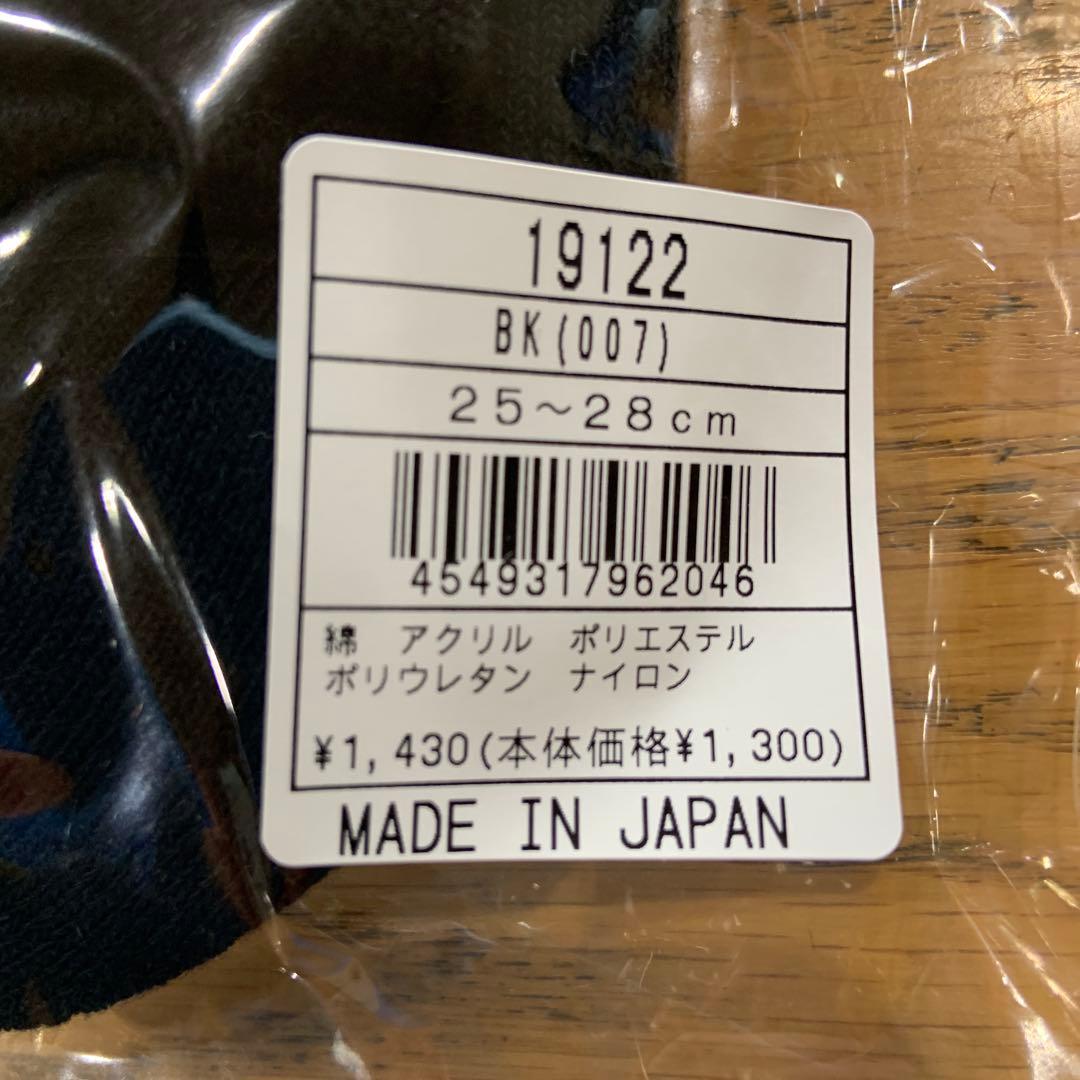 19122
BK(007)
25～28cm
4549317962046
綿　アクリル　ポリエステル
ポリウレタン　ナイロン
¥1,430(本体価格¥1,300)
MADE IN JAPAN